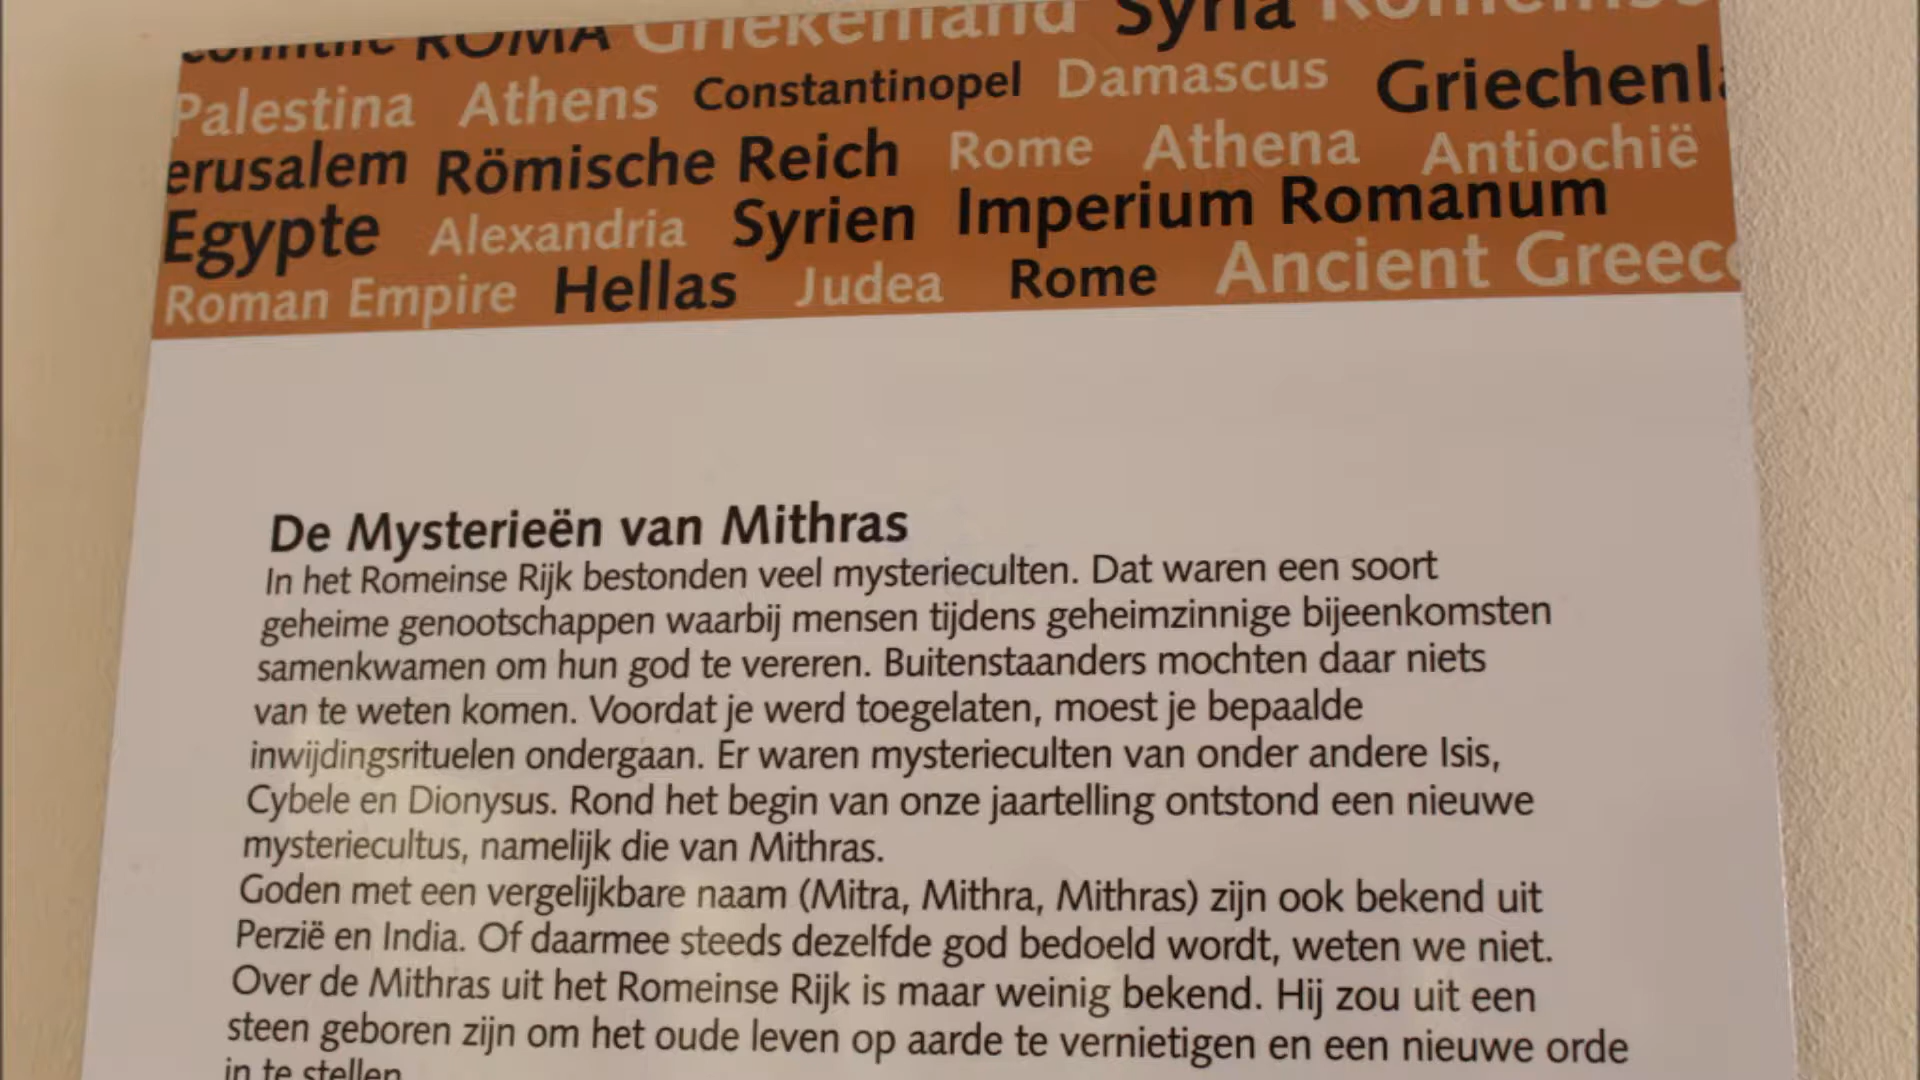 ROMA Griekenland Syria
Palestina Athens Constantinopel Damascus Griechenl
erusalem Römische Reich Rome Athena Antiochië
Egypte Alexandria Syrien Imperium Romanum
Roman Empire Hellas Judea Rome Ancient Greec
De Mysterieën van Mithras
In het Romeinse Rijk bestonden veel mysterieculten. Dat waren een soort
geheime genootschappen waarbij mensen tijdens geheimzinnige bijeenkomsten
samenkwamen om hun god te vereren. Buitenstaanders mochten daar niets
van te weten komen. Voordat je werd toegelaten, moest je bepaalde
inwijdingsrituelen ondergaan. Er waren mysterieculten van onder andere Isis,
Cybele en Dionysus. Rond het begin van onze jaartelling ontstond een nieuwe
mysteriecultus, namelijk die van Mithras.
Goden met een vergelijkbare naam (Mitra, Mithra, Mithras) zijn ook bekend uit
Perzië en India. Of daarmee steeds dezelfde god bedoeld wordt, weten we niet.
Over de Mithras uit het Romeinse Rijk is maar weinig bekend. Hij zou uit een
steen geboren zijn om het oude leven op aarde te vernietigen en een nieuwe orde
in te stellen